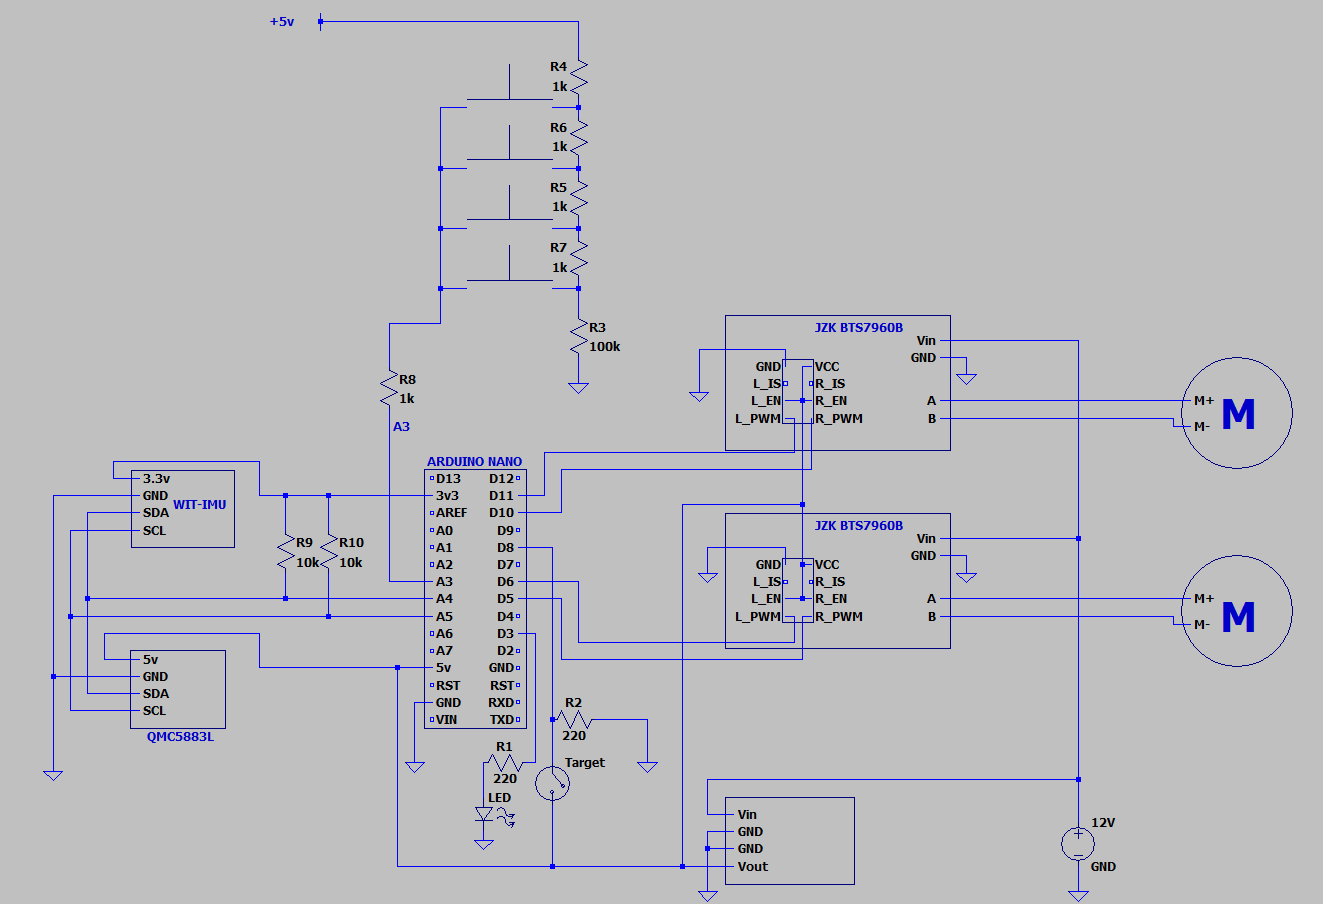 +5v
R4
1k
R6
1k
R5
1k
R7
1k
R3
100k
R8
1k
A3
JZK BTS7960B
Vin
GND
GND VCC
L_IS R_IS
L_EN R_EN
L_PWM R_PWM
A
B
M+
M-
M
ARDUINO NANO
D13 D12
3v3 D11
AREF D10
A0 D9
A1 D8
A2 D7
A3 D6
A4 D5
A5 D4
A6 D3
A7 D2
5v GND
RST RST
GND RXD
VIN TXD
3.3v
GND
SDA
SCL
WIT-IMU
R9
10k
R10
10k
5v
GND
SDA
SCL
QMC5883L
JZK BTS7960B
Vin
GND
GND VCC
L_IS R_IS
L_EN R_EN
L_PWM R_PWM
A
B
M+
M-
M
R2
220
R1
220
LED
Target
Vin
GND
GND
Vout
12V
GND